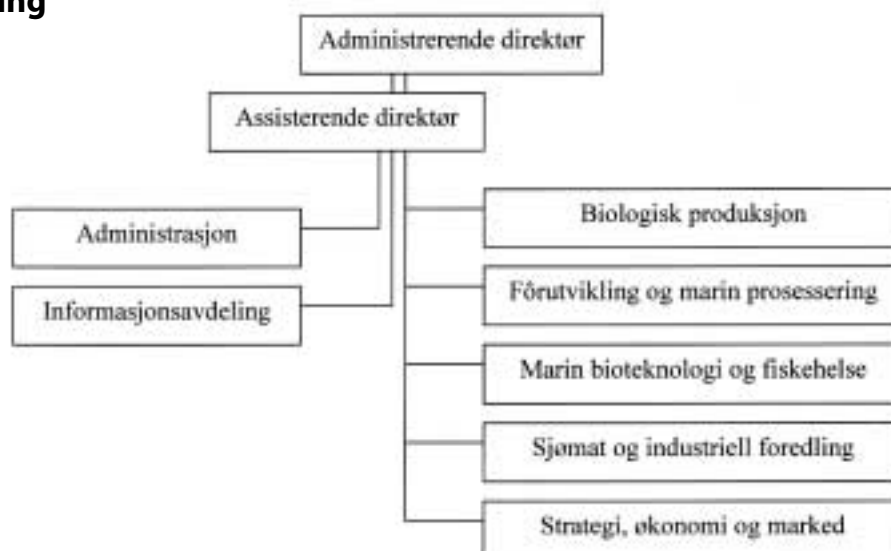 ing
Administrerende direktør
Assisterende direktør
Administrasjon
Informasjonsavdeling
Biologisk produksjon
Fôrutvikling og marin prosessering
Marin bioteknologi og fiskehelse
Sjømat og industriell foredling
Strategi, økonomi og marked